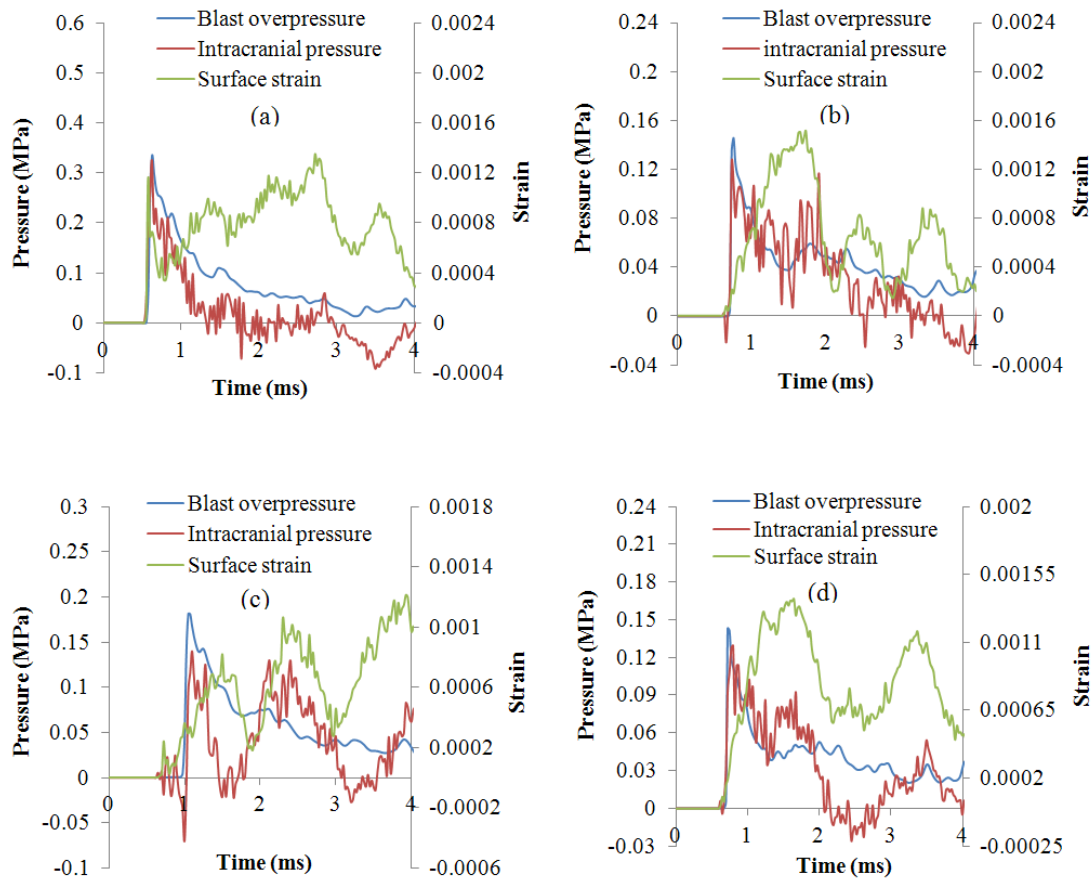 Blast overpressure
Intracranial pressure
Surface strain
(a)
Pressure (MPa)
0.6
0.5
0.4
0.3
0.2
0.1
0
-0.1
0 1 2 3 4
Time (ms)
0.0024
0.002
0.0016
0.0012
0.0008
0.0004
0
-0.0004
Strain
Blast overpressure
intracranial pressure
Surface strain
(b)
Pressure (MPa)
0.24
0.2
0.16
0.12
0.08
0.04
0
-0.04
0 1 2 3 4
Time (ms)
0.0024
0.002
0.0016
0.0012
0.0008
0.0004
0
-0.0004
Strain
Blast overpressure
Intracranial pressure
Surface strain
(c)
Pressure (MPa)
0.3
0.25
0.2
0.15
0.1
0.05
0
-0.05
-0.1
0 1 2 3 4
Time (ms)
0.0018
0.0014
0.001
0.0006
0.0002
-0.0002
-0.0006
Strain
Blast overpressure
Intracranial pressure
Surface strain
(d)
Pressure (MPa)
0.24
0.21
0.18
0.15
0.12
0.09
0.06
0.03
0
-0.03
0 1 2 3 4
Time (ms)
0.002
0.00155
0.0011
0.00065
0.0002
-0.00025
Strain